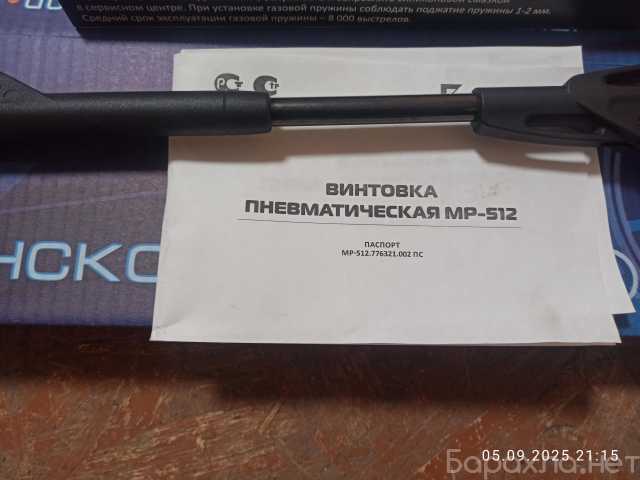 в сервисном центре. При установке газовой пружины соблюдать поджатие пружины 1-2 мм.
Средний срок эксплуатации газовой пружины – 8 000 выстрелов.
ВИНТОВКА
ПНЕВМАТИЧЕСКАЯ МР-512
ПАСПОРТ
МР-512.776321.002 ПС
НСКО
05.09.2025 21:15
Барахла.нет